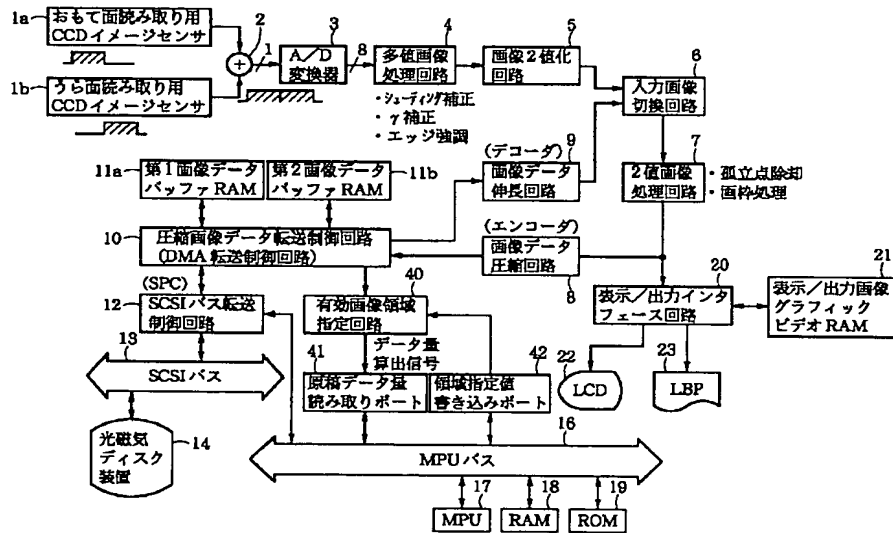 1a
おもて面読み取り用
CCDイメージセンサ
1b
うら面読み取り用
CCDイメージセンサ
2
1
3
A/D
変換器
8
4
多値画像
処理回路
・シェーディング補正
・γ補正
・エッジ強調
5
画像2値化
回路
6
入力画像
切換回路
7
2値画像
処理回路
・孤立点除却
・画枠処理
(デコーダ)
9
画像データ
伸長回路
11a
第1画像データ
バッファRAM
第2画像データ
バッファRAM
11b
10
圧縮画像データ転送制御回路
(DMA転送制御回路)
(エンコーダ)
画像データ
圧縮回路
8
(SPC)
12
SCSIバス転送
制御回路
40
有効画像領域
指定回路
20
表示/出力インタ
フェース回路
21
表示/出力画像
グラフィック
ビデオRAM
13
SCSIバス
データ量
算出信号
41
原稿データ量
読み取りポート
42
領域指定値
書き込みポート
22
LCD
23
LBP
光磁気
ディスク
装置
14
16
MPUバス
17
MPU
18
RAM
19
ROM